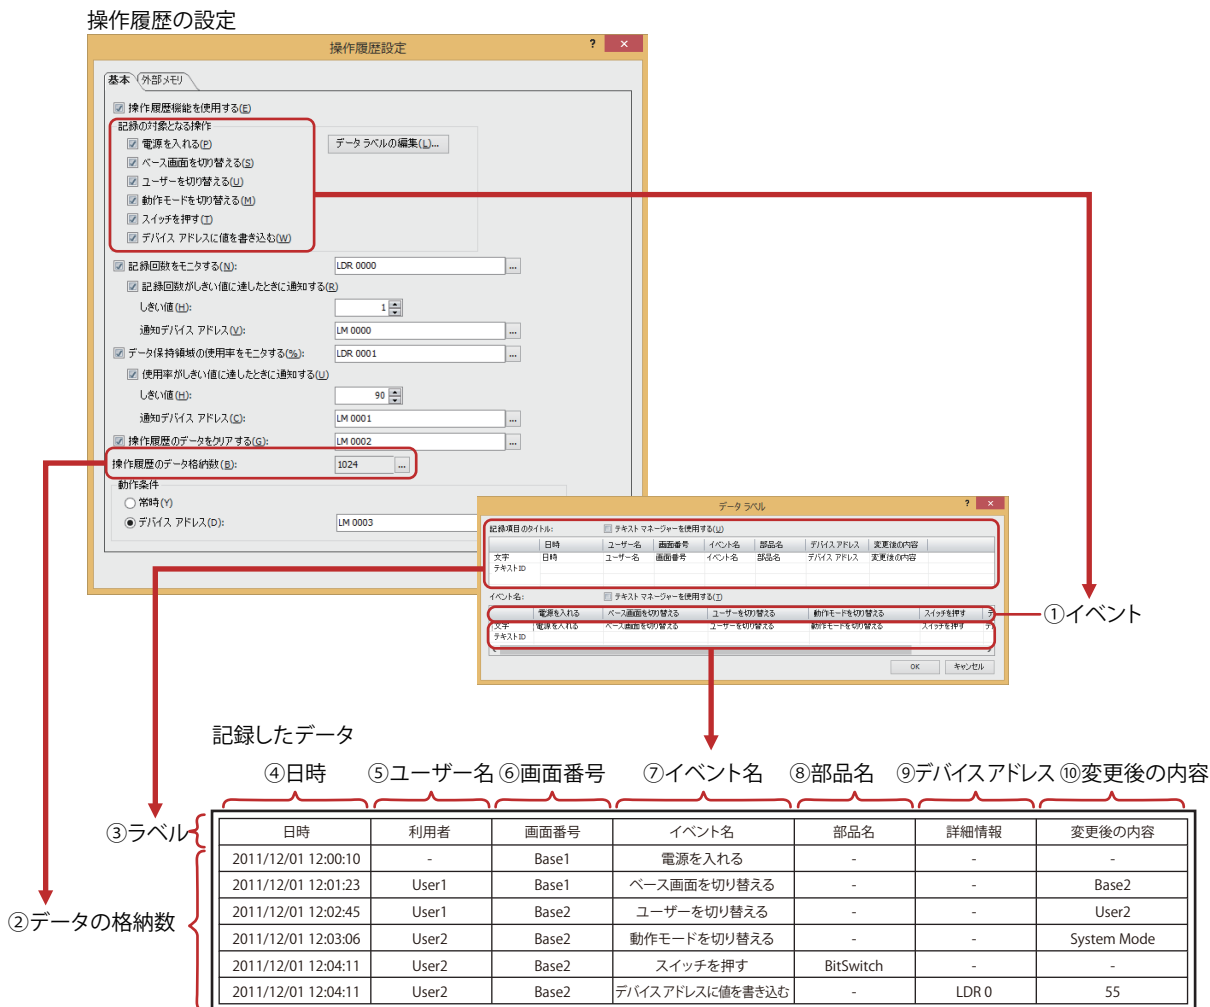 操作履歴の設定
操作履歴設定
? ×
基本 外部メモリ
操作履歴機能を使用する(E)
記録の対象となる操作
電源を入れる(P)
データ ラベルの編集(L)...
ベース画面を切り替える(S)
ユーザーを切り替える(U)
動作モードを切り替える(M)
スイッチを押す(T)
デバイス アドレスに値を書き込む(W)
記録回数をモニタする(N): LDR 0000 ...
記録回数がしきい値に達したときに通知する(R)
しきい値(H): 1
通知デバイス アドレス(V): LM 0000 ...
データ保持領域の使用率をモニタする(%): LDR 0001 ...
使用率がしきい値に達したときに通知する(U)
しきい値(H): 90
通知デバイス アドレス(C): LM 0001 ...
操作履歴のデータをクリアする(G): LM 0002 ...
操作履歴のデータ格納数(B): 1024 ...
動作条件
常時(Y)
デバイス アドレス(D): LM 0003
データ ラベル
? ×
記録項目のタイトル: テキスト マネージャーを使用する(U)
日時 ユーザー名 画面番号 イベント名 部品名 デバイス アドレス 変更後の内容
文字 日時 ユーザー名 画面番号 イベント名 部品名 デバイス アドレス 変更後の内容
テキスト ID
イベント名: テキスト マネージャーを使用する(T)
電源を入れる ベース画面を切り替える ユーザーを切り替える 動作モードを切り替える スイッチを押す デ
文字 電源を入れる ベース画面を切り替える ユーザーを切り替える 動作モードを切り替える スイッチを押す デ
テキスト ID
OK キャンセル
①イベント
記録したデータ
④日時 ⑤ユーザー名 ⑥画面番号 ⑦イベント名 ⑧部品名 ⑨デバイスアドレス ⑩変更後の内容
③ラベル
日時 利用者 画面番号 イベント名 部品名 詳細情報 変更後の内容
2011/12/01 12:00:10 - Base1 電源を入れる - - -
2011/12/01 12:01:23 User1 Base1 ベース画面を切り替える - - Base2
2011/12/01 12:02:45 User1 Base2 ユーザーを切り替える - - User2
②データの格納数
2011/12/01 12:03:06 User2 Base2 動作モードを切り替える - - System Mode
2011/12/01 12:04:11 User2 Base2 スイッチを押す BitSwitch - -
2011/12/01 12:04:11 User2 Base2 デバイスアドレスに値を書き込む - LDR 0 55